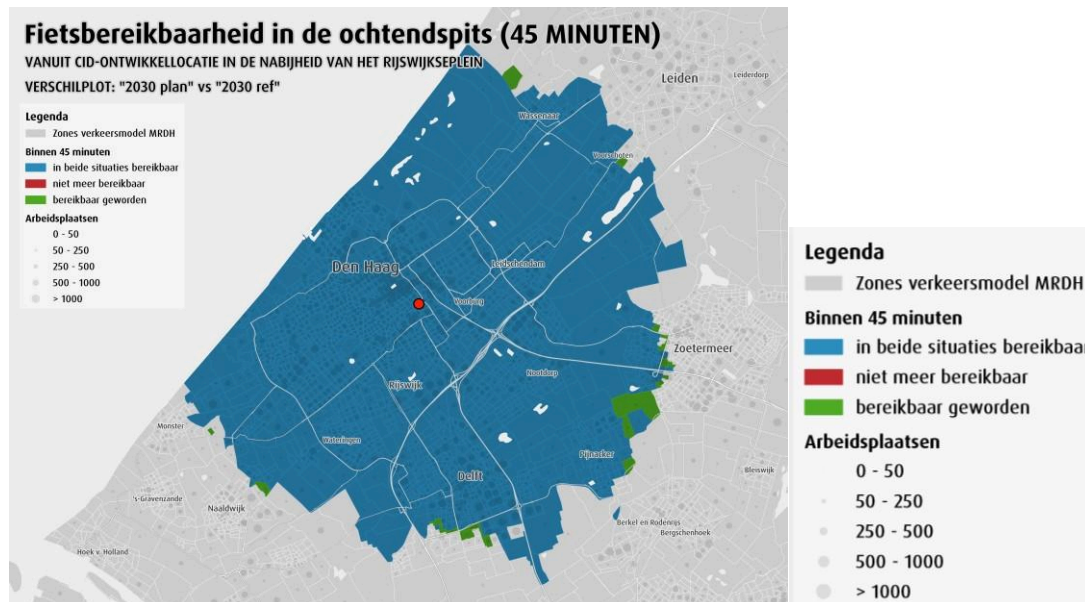 Fietsbereikbaarheid in de ochtendspits (45 MINUTEN)
VANUIT CID-ONTWIKKELLOCATIE IN DE NABIJHEID VAN HET RIJSWIJKSEPLEIN
VERSCHILPLOT: "2030 plan" vs "2030 ref"
Legenda
Zones verkeersmodel MRDH
Binnen 45 minuten
in beide situaties bereikbaar
niet meer bereikbaar
bereikbaar geworden
Arbeidsplaatsen
0 - 50
50 - 250
250 - 500
500 - 1000
> 1000
Leiden
Leiderdorp
Wassenaar
Voorschoten
Den Haag
Leidschendam
Voorburg
Zoetermeer
Nootdorp
Rijswijk
Monster
Wateringen
Pijnacker
Delft
Bleiswijk
's-Gravenzande
Naaldwijk
Berkel en Rodenrijs
Bergschenhoek
Hoek v. Holland
Legenda
Zones verkeersmodel MRDH
Binnen 45 minuten
in beide situaties bereikbaar
niet meer bereikbaar
bereikbaar geworden
Arbeidsplaatsen
0 - 50
50 - 250
250 - 500
500 - 1000
> 1000